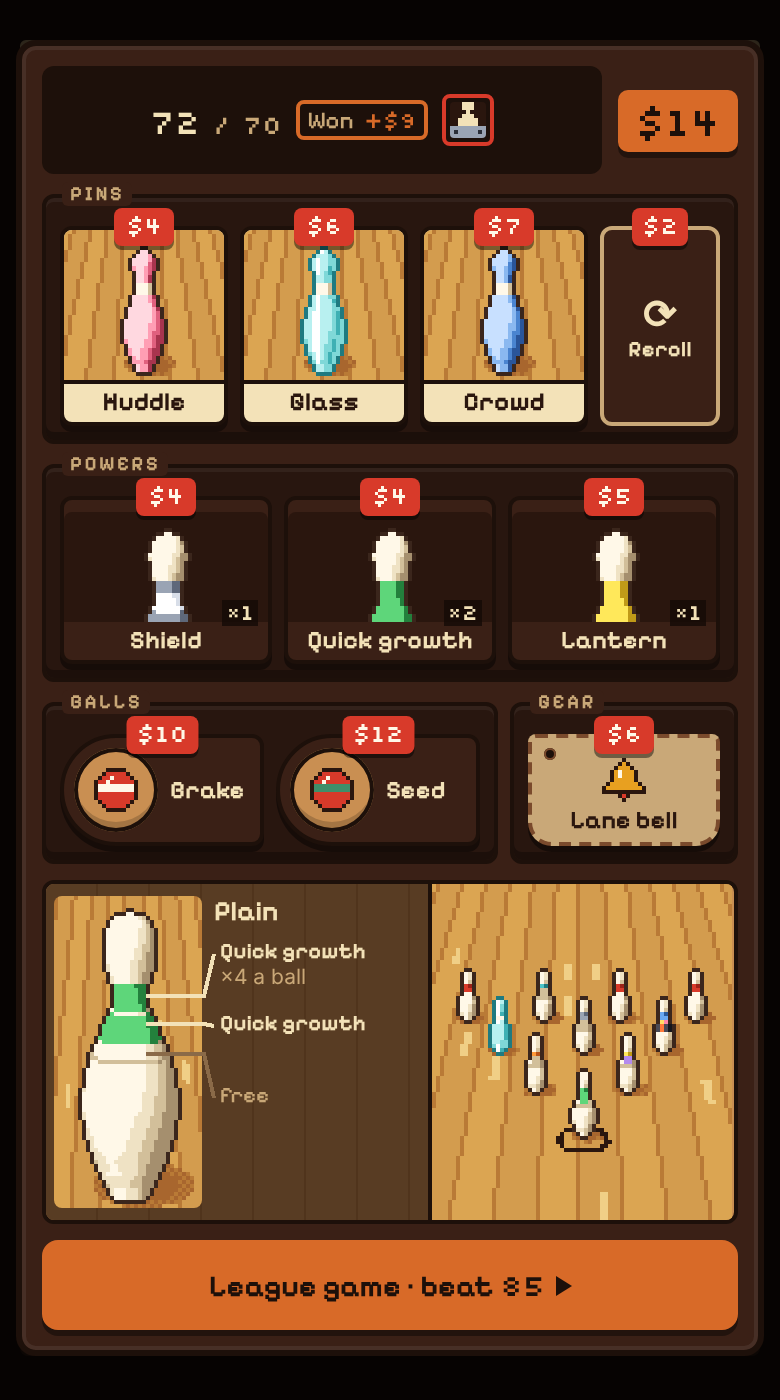 72 / 70 Won +$9 $14
PINS
$4 $6 $7 $2
Huddle Glass Crowd Reroll
POWERS
$4 $4 $5
×1 ×2 ×1
Shield Quick growth Lantern
BALLS GEAR
$10 $12 $6
Brake Seed
Lane bell
Plain
Quick growth
×4 a ball
Quick growth
free
League game · beat 85